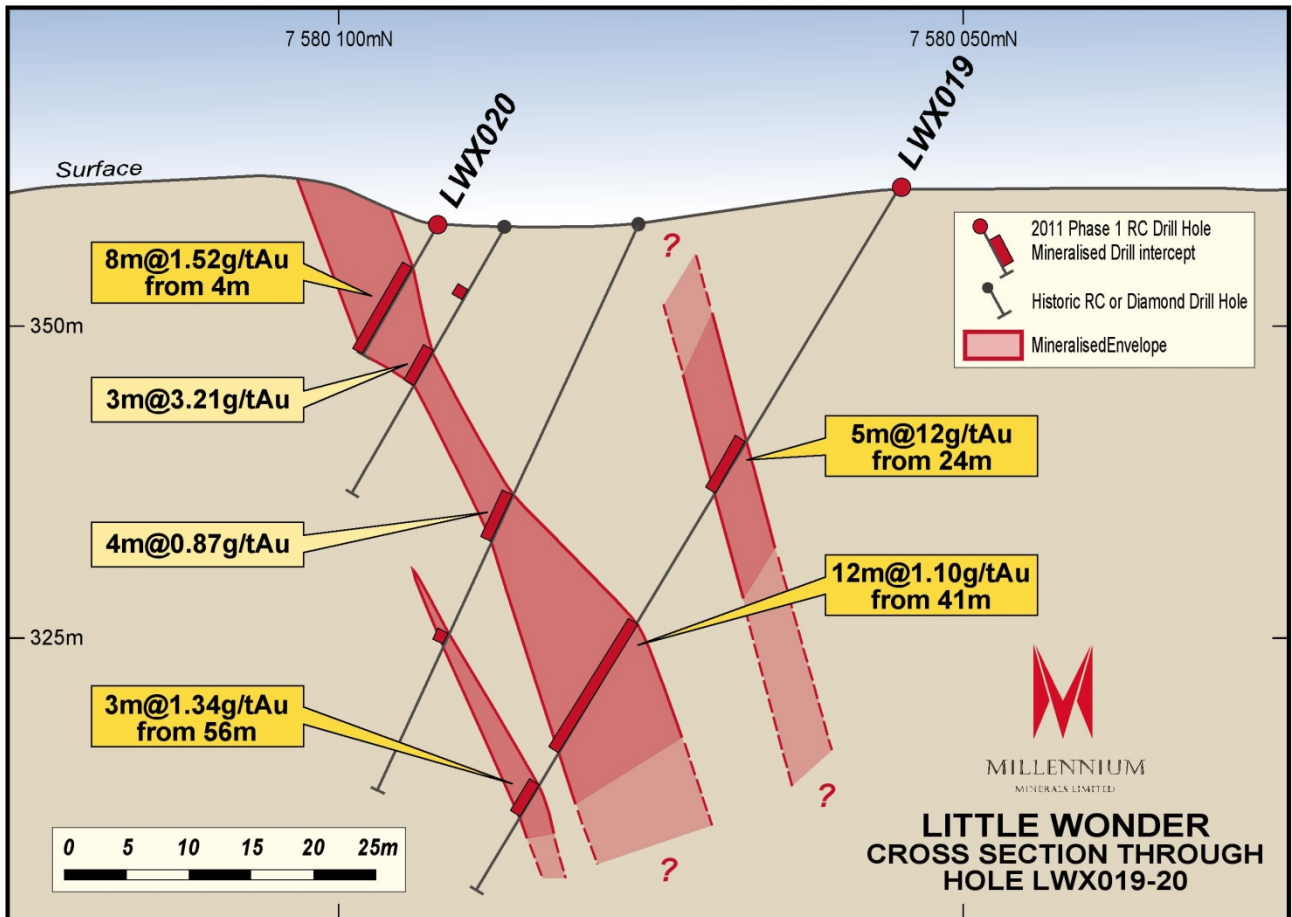 7 580 100mN
7 580 050mN
LWX020
LWX019
Surface
8m@1.52g/tAu
from 4m
350m
3m@3.21g/tAu
4m@0.87g/tAu
325m
3m@1.34g/tAu
from 56m
?
2011 Phase 1 RC Drill Hole
Mineralised Drill intercept
Historic RC or Diamond Drill Hole
MineralisedEnvelope
5m@12g/tAu
from 24m
12m@1.10g/tAu
from 41m
?
?
0 5 10 15 20 25m
MILLENNIUM
MINERALS LIMITED
LITTLE WONDER
CROSS SECTION THROUGH
HOLE LWX019-20